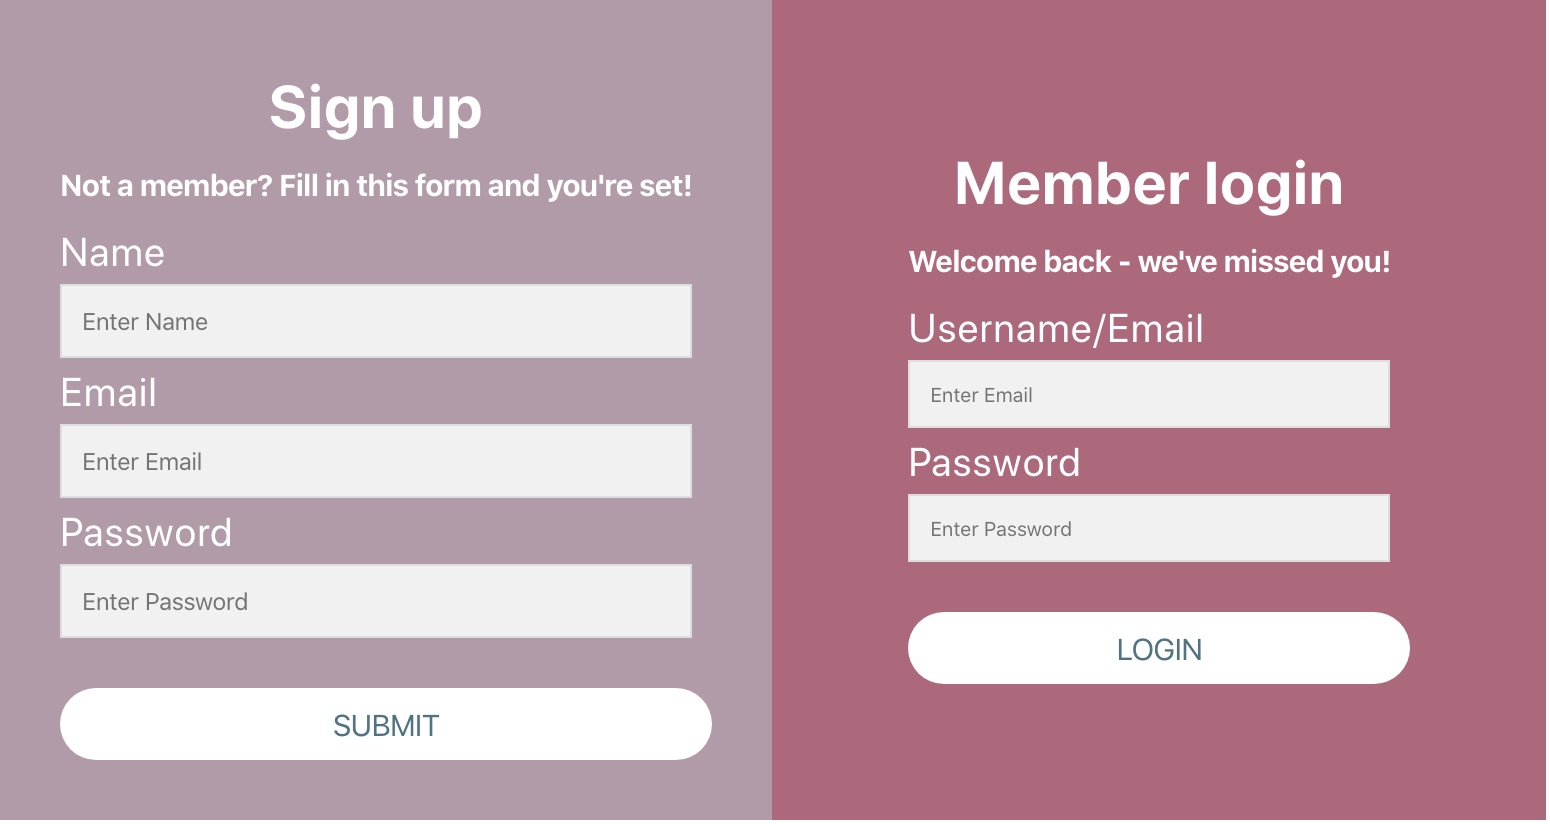 Sign up
Not a member? Fill in this form and you're set!
Name
Enter Name
Email
Enter Email
Password
Enter Password
SUBMIT
Member login
Welcome back - we've missed you!
Username/Email
Enter Email
Password
Enter Password
LOGIN